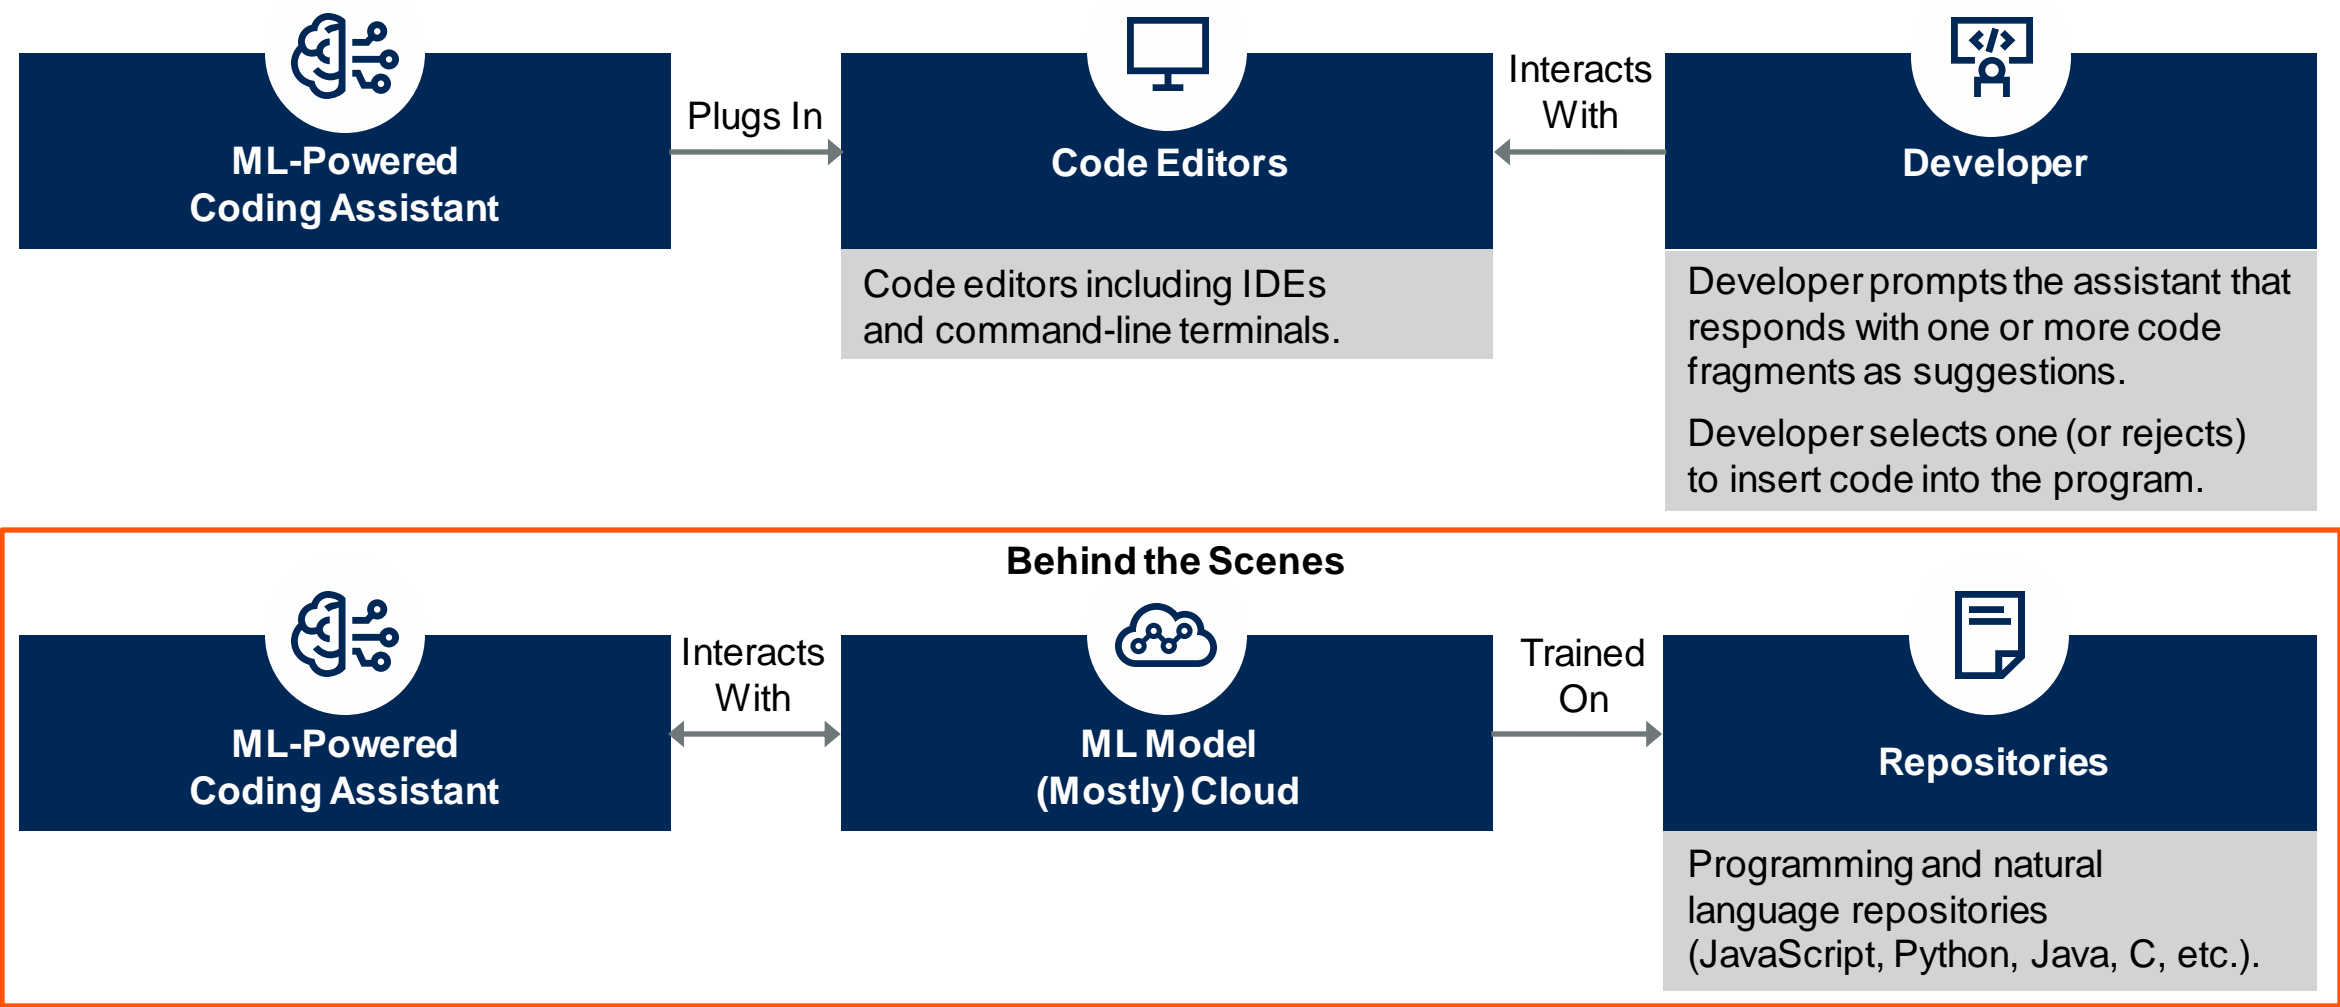 ML-Powered
Coding Assistant
Plugs In
Code Editors
Code editors including IDEs
and command-line terminals.
Interacts
With
Developer
Developer prompts the assistant that
responds with one or more code
fragments as suggestions.
Developer selects one (or rejects)
to insert code into the program.
Behind the Scenes
ML-Powered
Coding Assistant
Interacts
With
ML Model
(Mostly) Cloud
Trained
On
Repositories
Programming and natural
language repositories
(JavaScript, Python, Java, C, etc.).